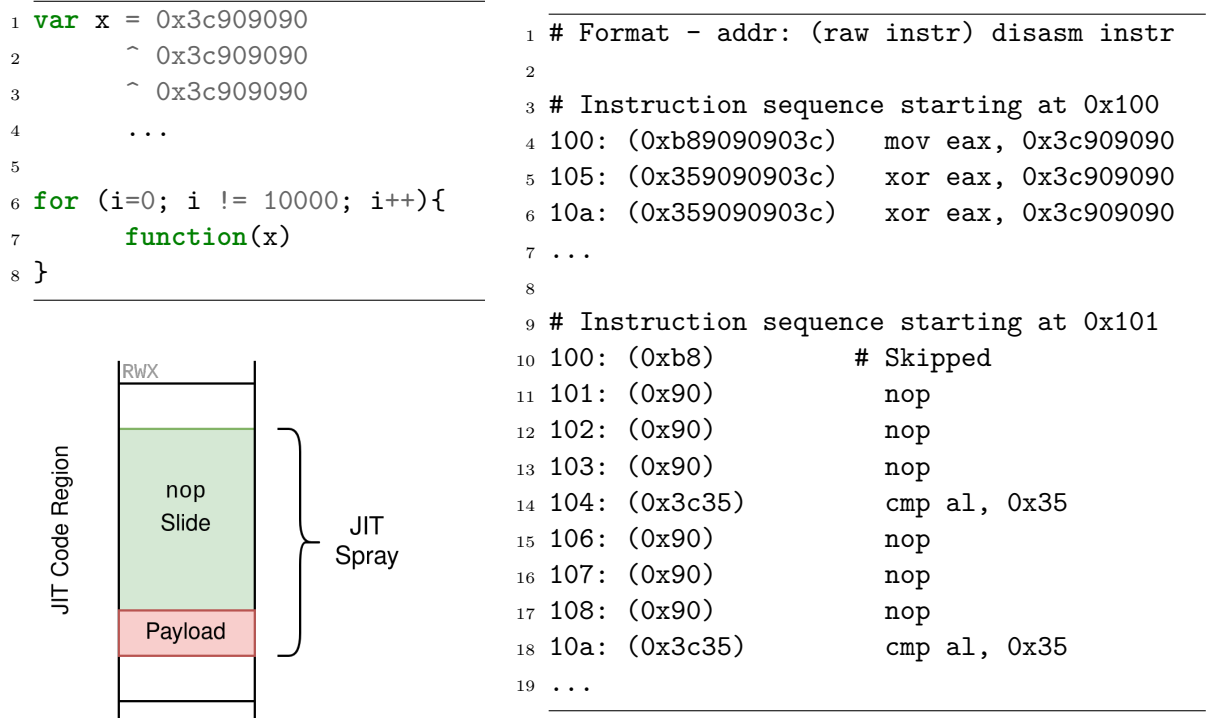 1 var x = 0x3c909090
2 ^ 0x3c909090
3 ^ 0x3c909090
4 ...
5
6 for (i=0; i != 10000; i++){
7 function(x)
8 }
RWX
JIT Code Region
nop
Slide
Payload
JIT
Spray
1 # Format - addr: (raw instr) disasm instr
2
3 # Instruction sequence starting at 0x100
4 100: (0xb89090903c) mov eax, 0x3c909090
5 105: (0x359090903c) xor eax, 0x3c909090
6 10a: (0x359090903c) xor eax, 0x3c909090
7 ...
8
9 # Instruction sequence starting at 0x101
10 100: (0xb8) # Skipped
11 101: (0x90) nop
12 102: (0x90) nop
13 103: (0x90) nop
14 104: (0x3c35) cmp al, 0x35
15 106: (0x90) nop
16 107: (0x90) nop
17 108: (0x90) nop
18 10a: (0x3c35) cmp al, 0x35
19 ...